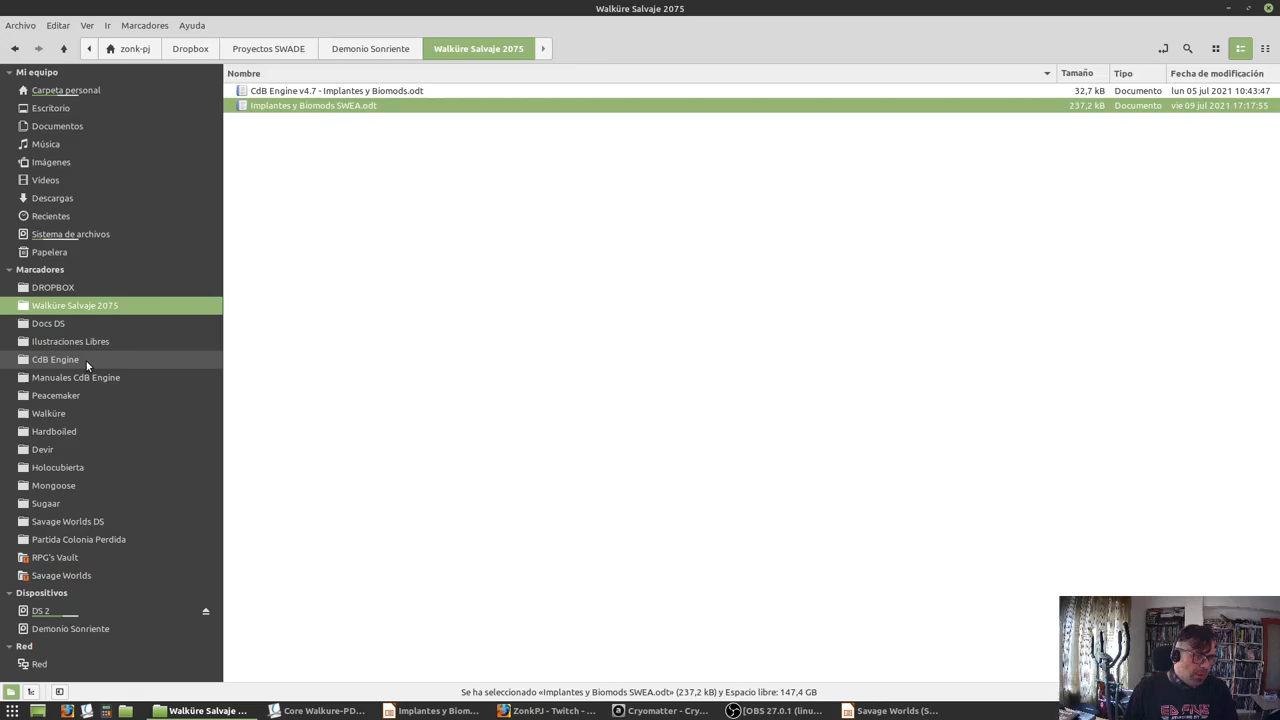 Walküre Salvaje 2075
Archivo Editar Ver Ir Marcadores Ayuda
zonk-pj Dropbox Proyectos SWADE Demonio Sonriente Walküre Salvaje 2075
Mi equipo
Carpeta personal
Escritorio
Documentos
Música
Imágenes
Vídeos
Descargas
Recientes
Sistema de archivos
Papelera
Marcadores
DROPBOX
Walküre Salvaje 2075
Docs DS
Ilustraciones Libres
CdB Engine
Manuales CdB Engine
Peacemaker
Walküre
Hardboiled
Devir
Holocubierta
Mongoose
Sugaar
Savage Worlds DS
Partida Colonia Perdida
RPG's Vault
Savage Worlds
Dispositivos
DS 2
Demonio Sonriente
Red
Red
Nombre Tamaño Tipo Fecha de modificación
CdB Engine v4.7 - Implantes y Biomods.odt 32,7 kB Documento lun 05 jul 2021 10:43:47
Implantes y Biomods SWEA.odt 237,2 kB Documento vie 09 jul 2021 17:17:55
Se ha seleccionado «Implantes y Biomods SWEA.odt» (237,2 kB) y Espacio libre: 147,4 GB
Walküre Salvaje ... Core Walkure-PD... Implantes y Biom... ZonkPJ - Twitch - ... Cryomatter - Cry... [OBS 27.0.1 (linu... Savage Worlds (S...